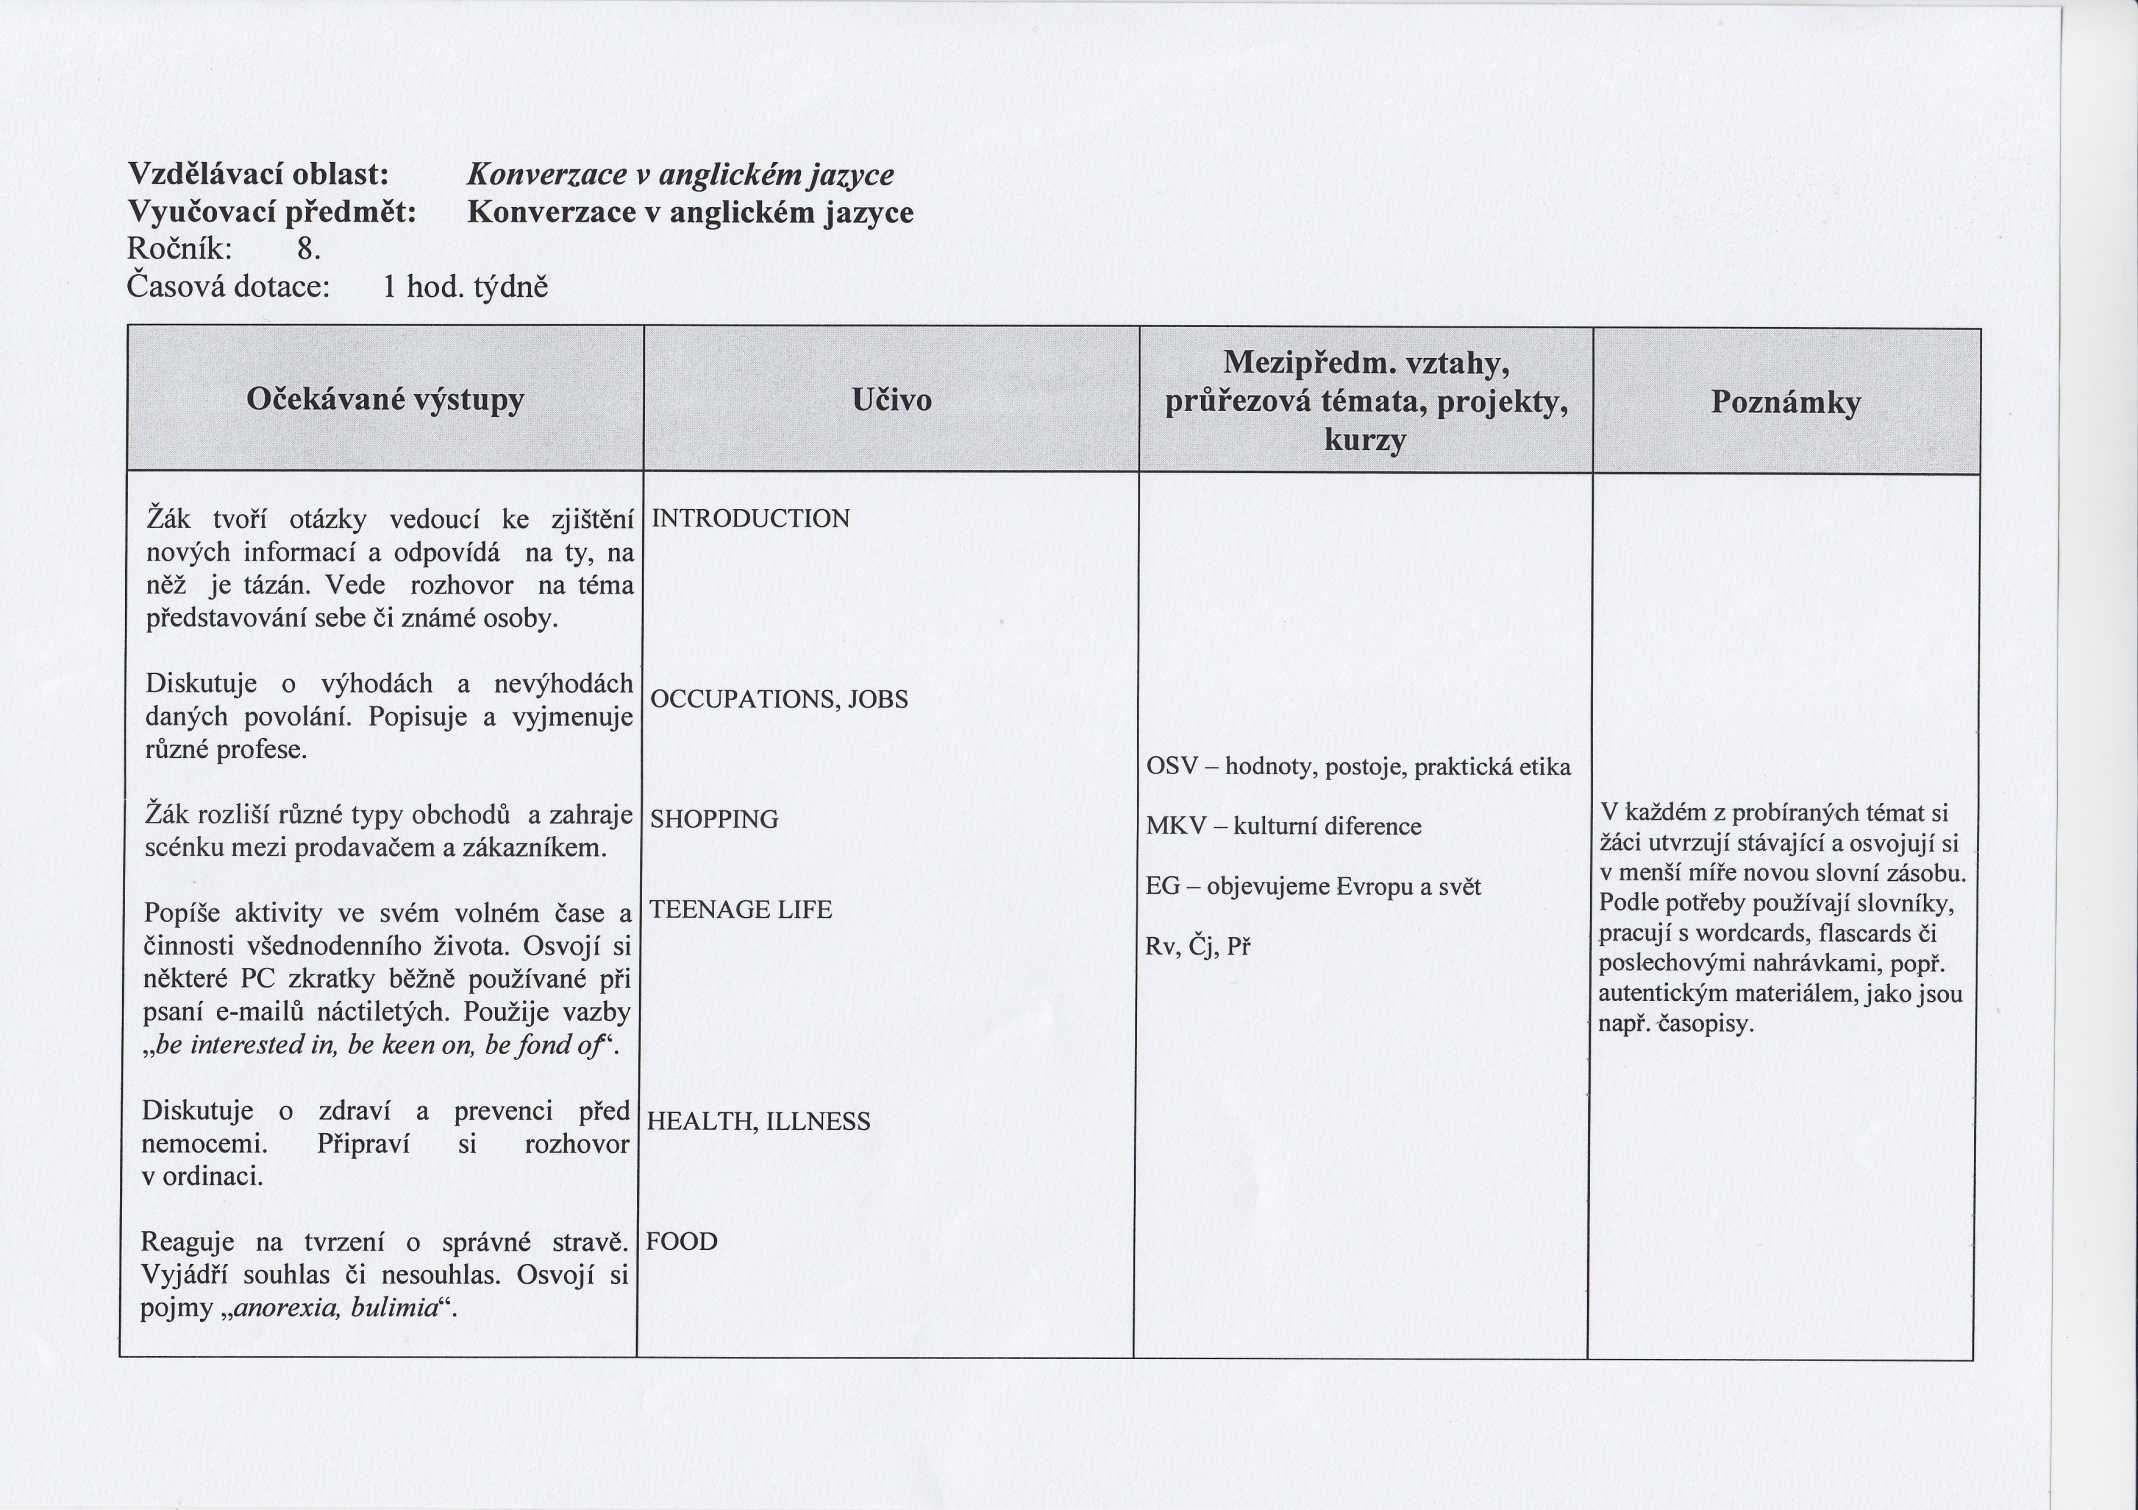 Vzdělávací oblast: Konverzace v anglickém jazyce
Vyučovací předmět: Konverzace v anglickém jazyce
Ročník: 8.
Časová dotace: 1 hod. týdně
Očekávané výstupy
Učivo
Mezipředm. vztahy,
průřezová témata, projekty,
kurzy
Poznámky
Žák tvoří otázky vedoucí ke zjištění
nových informací a odpovídá na ty, na
něž je tázán. Vede rozhovor na téma
představování sebe či známé osoby.
Diskutuje o výhodách a nevýhodách
daných povolání. Popisuje a vyjmenuje
různé profese.
Žák rozliší různé typy obchodů a zahraje
scénku mezi prodavačem a zákazníkem.
Popíše aktivity ve svém volném čase a
činnosti všednodenního života. Osvojí si
některé PC zkratky běžně používané při
psaní e-mailů náctiletých. Použije vazby
„be interested in, be keen on, be fond of“.
Diskutuje o zdraví a prevenci před
nemocemi. Připraví si rozhovor
v ordinaci.
Reaguje na tvrzení o správné stravě.
Vyjádří souhlas či nesouhlas. Osvojí si
pojmy „anorexia, bulimia“.
INTRODUCTION
OCCUPATIONS, JOBS
SHOPPING
TEENAGE LIFE
HEALTH, ILLNESS
FOOD
OSV – hodnoty, postoje, praktická etika
MKV – kulturní diference
EG – objevujeme Evropu a svět
Rv, Čj, Př
V každém z probíraných témat si
žáci utvrzují stávající a osvojují si
v menší míře novou slovní zásobu.
Podle potřeby používají slovníky,
pracují s wordcards, flascards či
poslechovými nahrávkami, popř.
autentickým materiálem, jako jsou
např. časopisy.